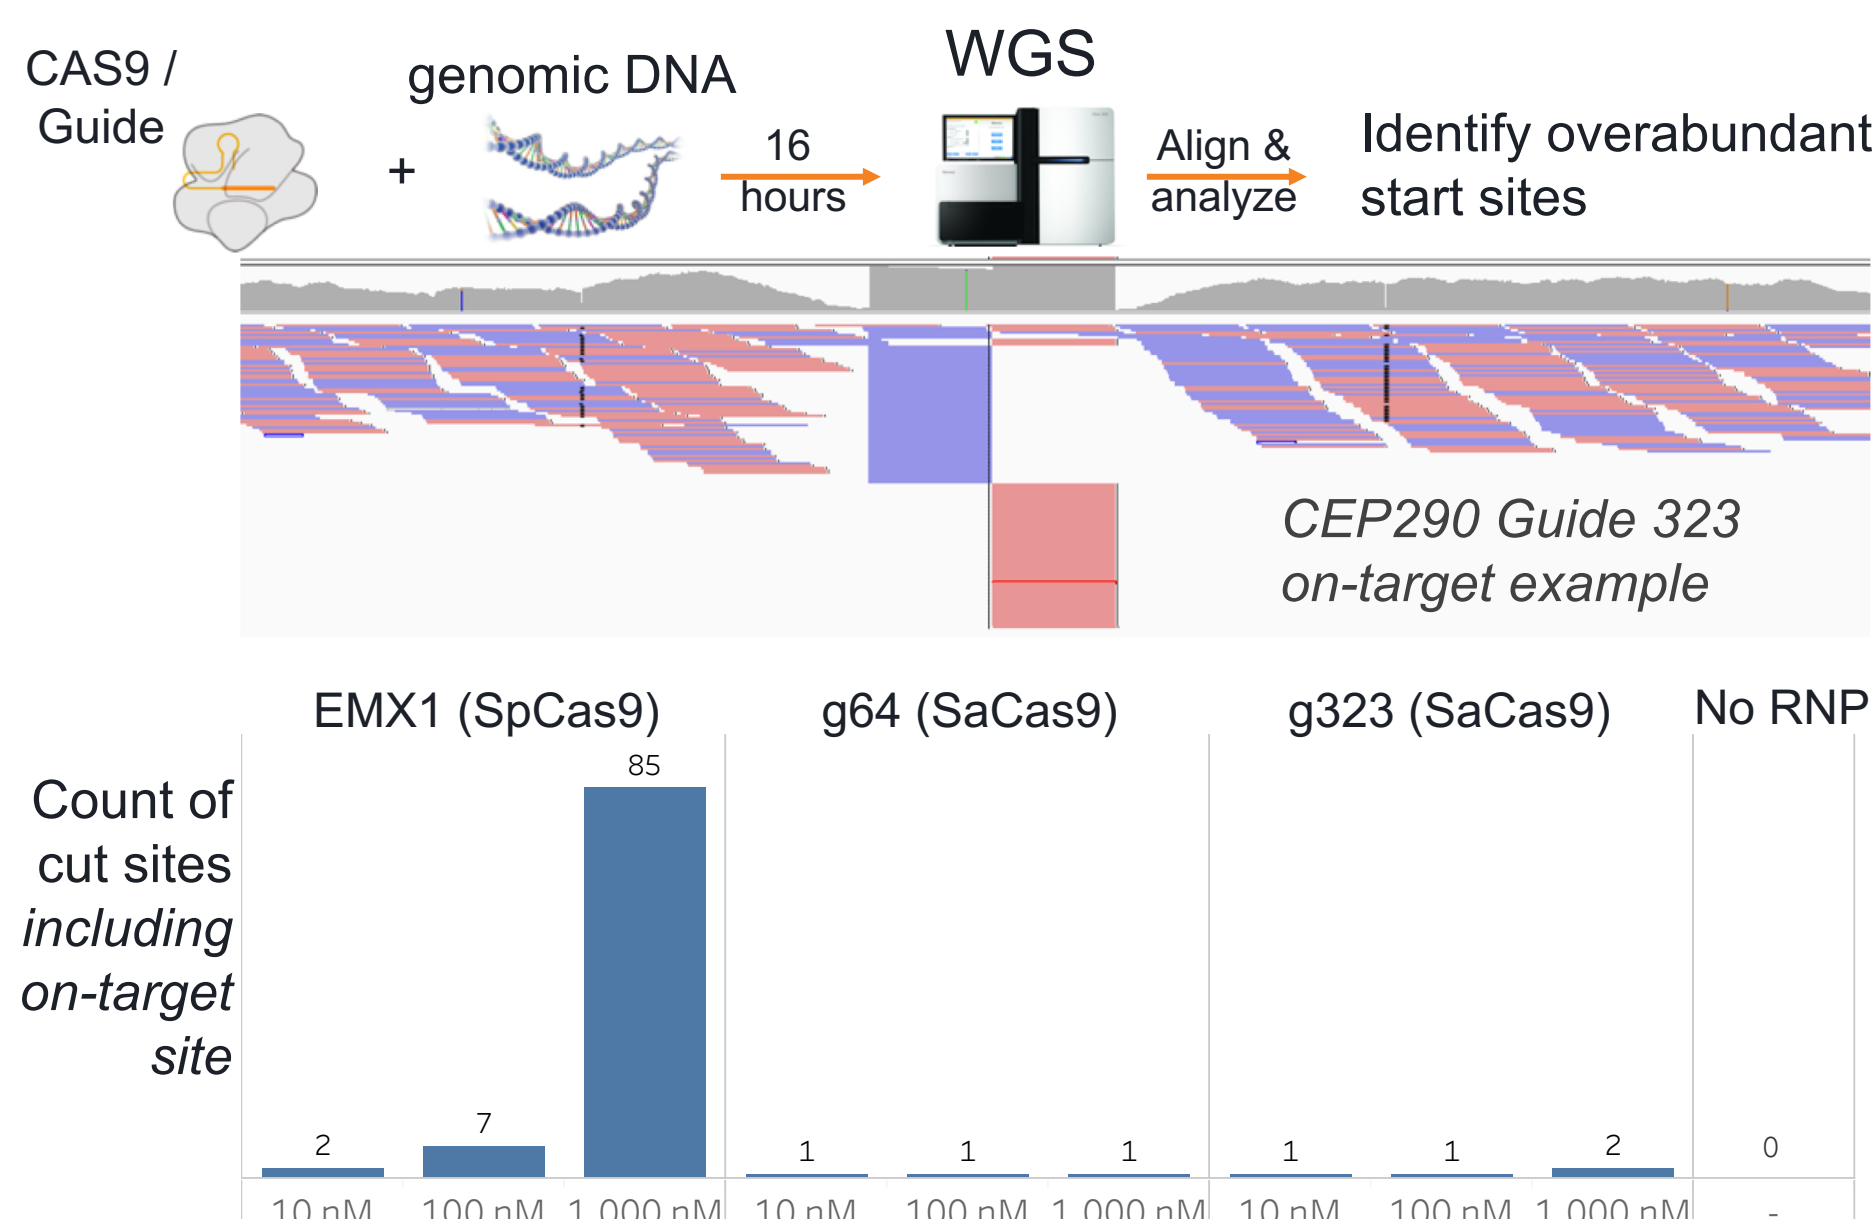 CAS9 /
Guide
+
genomic DNA
16
hours
WGS
Align &
analyze
Identify overabundant
start sites
CEP290 Guide 323
on-target example
EMX1 (SpCas9)
g64 (SaCas9)
g323 (SaCas9)
No RNP
Count of
cut sites
including
on-target
site
2
7
85
1
1
1
1
1
2
0
10 nM
100 nM
1,000 nM
10 nM
100 nM
1,000 nM
10 nM
100 nM
1,000 nM
-